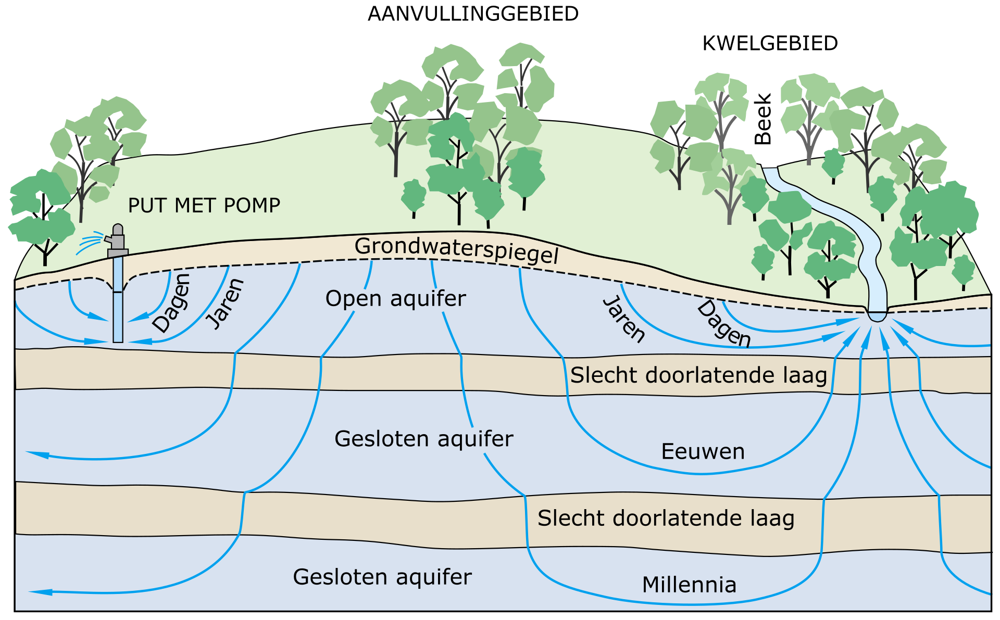 AANVULLINGGEBIED
KWELGEBIED
Beek
PUT MET POMP
Grondwaterspiegel
Dagen
Jaren
Open aquifer
Jaren
Dagen
Slecht doorlatende laag
Gesloten aquifer
Eeuwen
Slecht doorlatende laag
Gesloten aquifer
Millennia